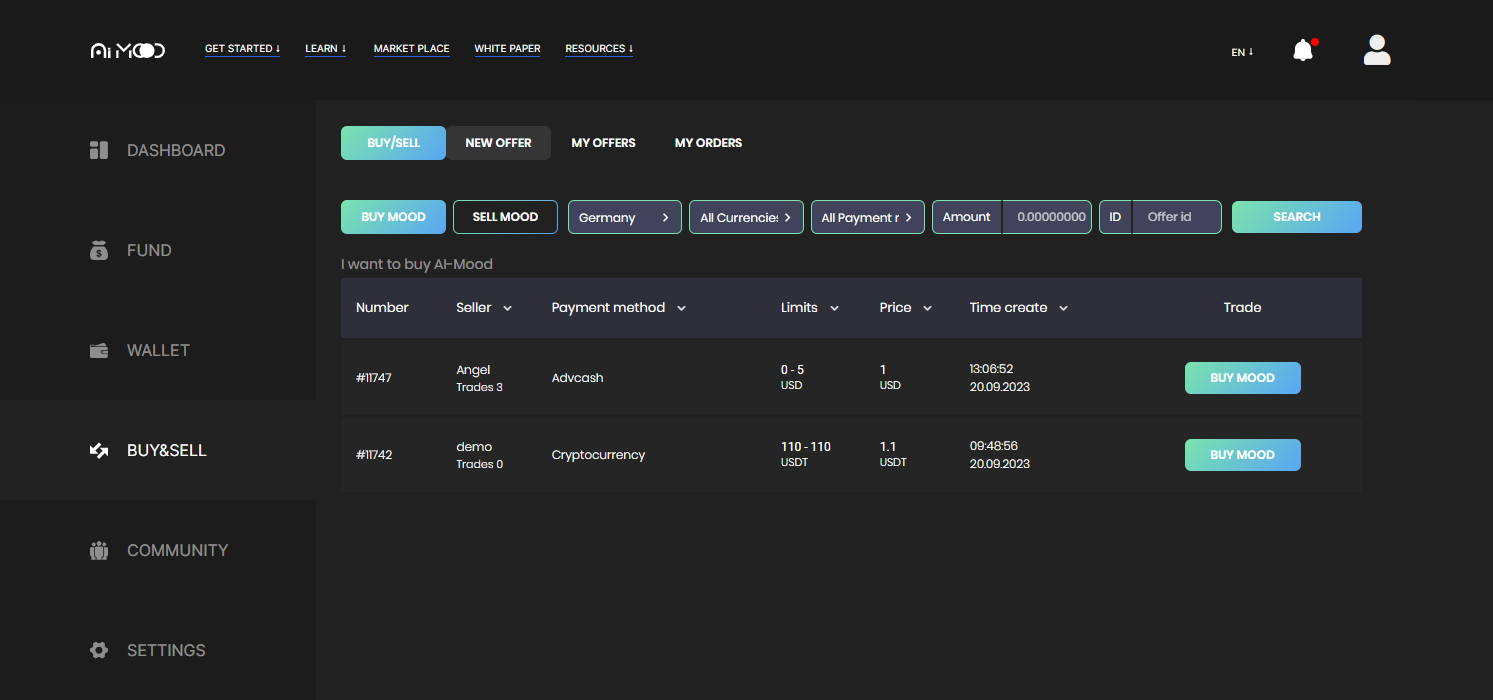 Ai MOOD
GET STARTED ↓ LEARN ↓ MARKET PLACE WHITE PAPER RESOURCES ↓ EN ↓
DASHBOARD
FUND
WALLET
BUY&SELL
COMMUNITY
SETTINGS
BUY/SELL NEW OFFER MY OFFERS MY ORDERS
BUY MOOD SELL MOOD Germany All Currencies All Payment Amount 0.00000000 ID Offer id SEARCH
I want to buy AI-Mood
Number Seller Payment method Limits Price Time create Trade
#11747 Angel Advcash 0 - 5 1 13:06:52 BUY MOOD
Trades 3 USD USD 20.09.2023
#11742 demo Cryptocurrency 110 - 110 1.1 09:48:56 BUY MOOD
Trades 0 USDT USDT 20.09.2023